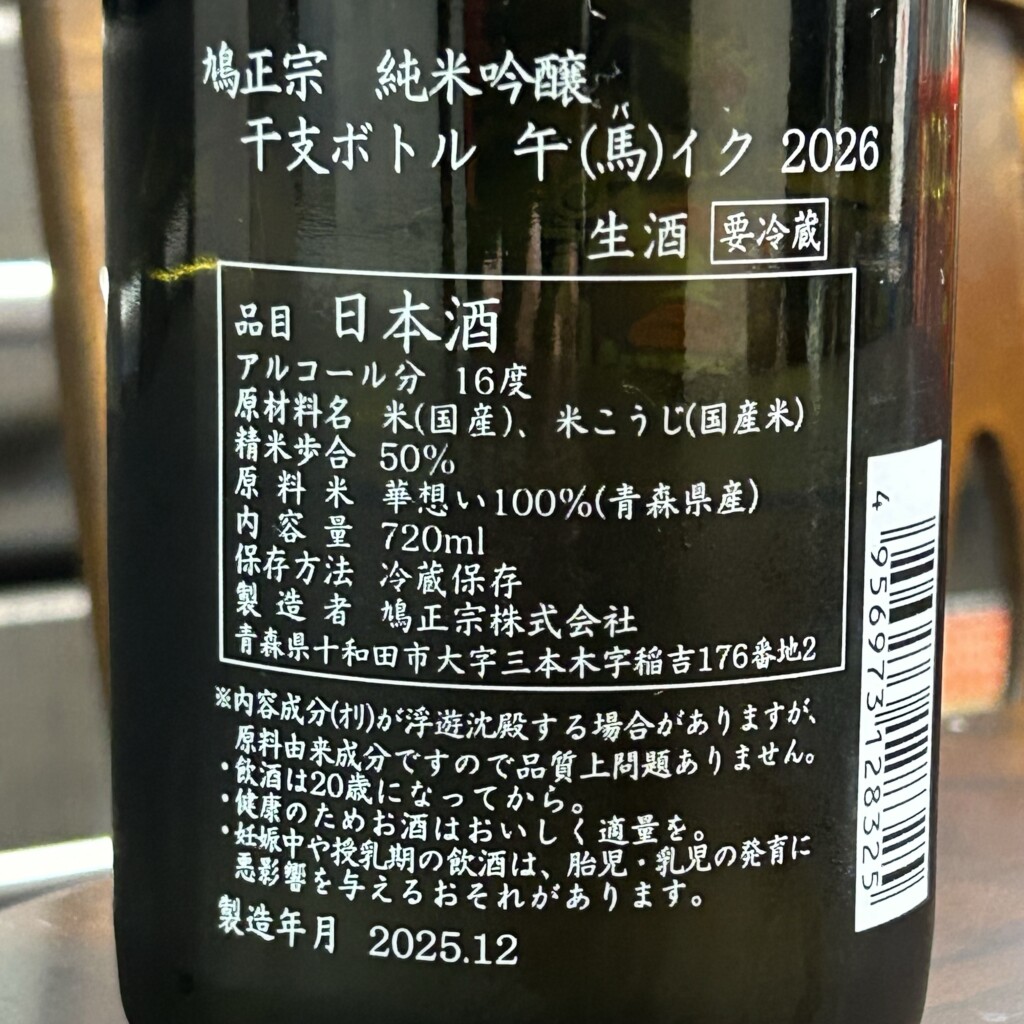 鳩正宗 純米吟醸
干支ボトル 午(馬)イク 2026
バ
生酒 要冷蔵
品目 日本酒
アルコール分 16度
原材料名 米(国産)、米こうじ(国産米)
精米歩合 50%
原料米 華想い100%(青森県産)
内容量 720ml
保存方法 冷蔵保存
製造者 鳩正宗株式会社
青森県十和田市大字三本木字稲吉176番地2
※内容成分(オリ)が浮遊沈殿する場合がありますが、
原料由来成分ですので品質上問題ありません。
・飲酒は20歳になってから。
・健康のためお酒はおいしく適量を。
・妊娠中や授乳期の飲酒は、胎児・乳児の発育に
悪影響を与えるおそれがあります。
製造年月 2025.12
4 956973 128325